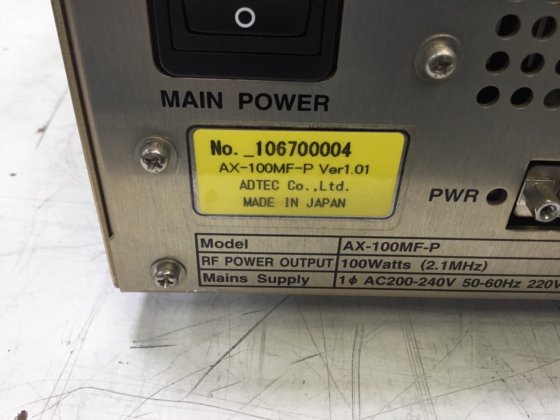 MAIN POWER
No._106700004
AX-100MF-P Ver1.01
ADTEC Co.,Ltd.
MADE IN JAPAN
PWR
Model AX-100MF-P
RF POWER OUTPUT 100Watts (2.1MHz)
Mains Supply 1ϕ AC200-240V 50-60Hz 220V